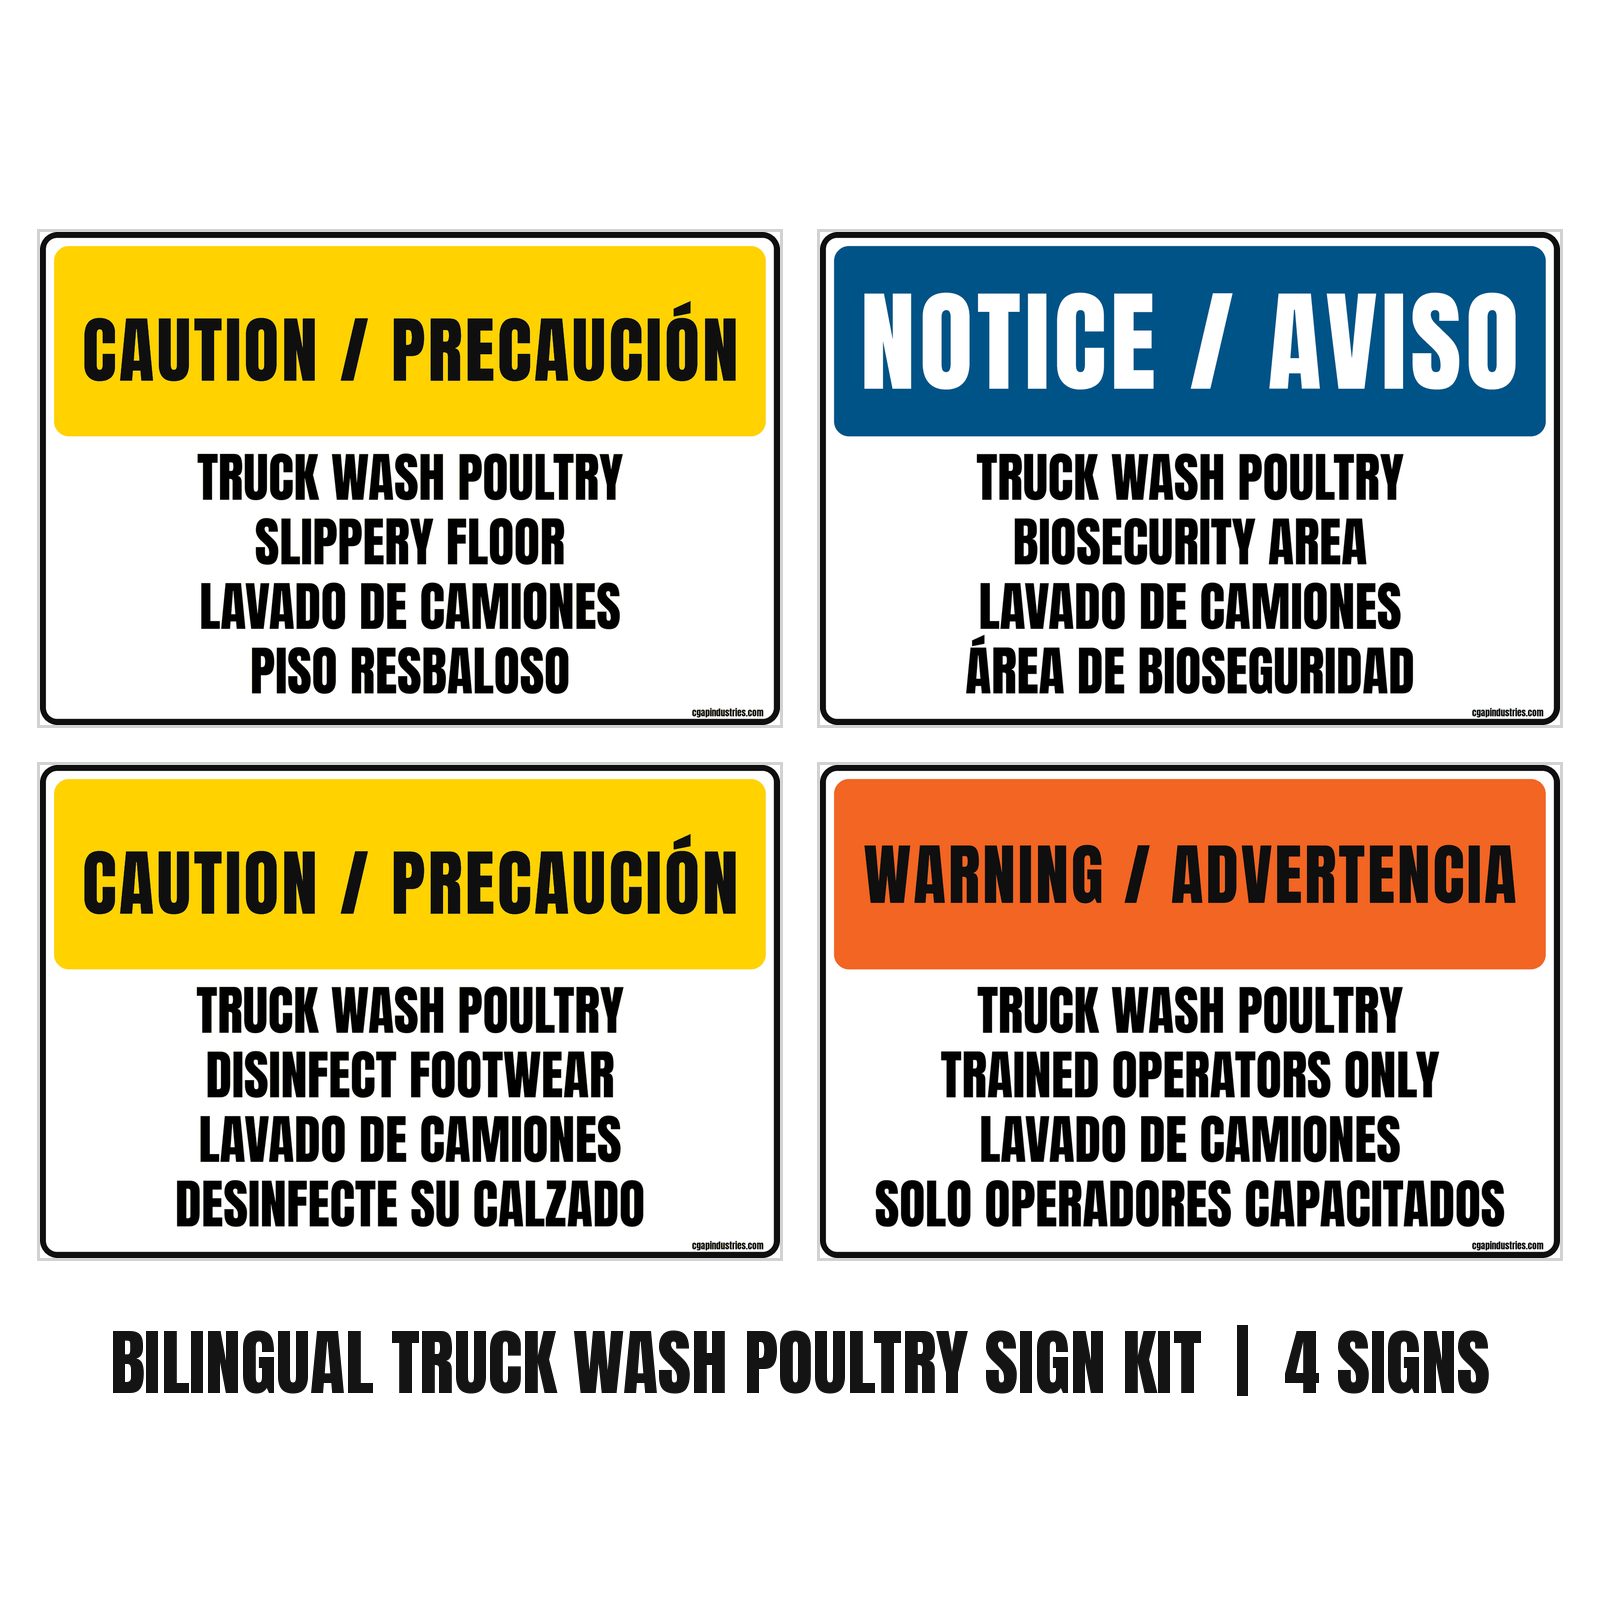 CAUTION / PRECAUCIÓN
TRUCK WASH POULTRY
SLIPPERY FLOOR
LAVADO DE CAMIONES
PISO RESBALOSO
cgapindustries.com
NOTICE / AVISO
TRUCK WASH POULTRY
BIOSECURITY AREA
LAVADO DE CAMIONES
ÁREA DE BIOSEGURIDAD
cgapindustries.com
CAUTION / PRECAUCIÓN
TRUCK WASH POULTRY
DISINFECT FOOTWEAR
LAVADO DE CAMIONES
DESINFECTE SU CALZADO
cgapindustries.com
WARNING / ADVERTENCIA
TRUCK WASH POULTRY
TRAINED OPERATORS ONLY
LAVADO DE CAMIONES
SOLO OPERADORES CAPACITADOS
cgapindustries.com
BILINGUAL TRUCK WASH POULTRY SIGN KIT | 4 SIGNS